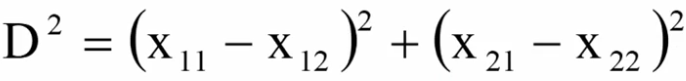 D² = (x₁₁ − x₁₂)² + (x₂₁ − x₂₂)²